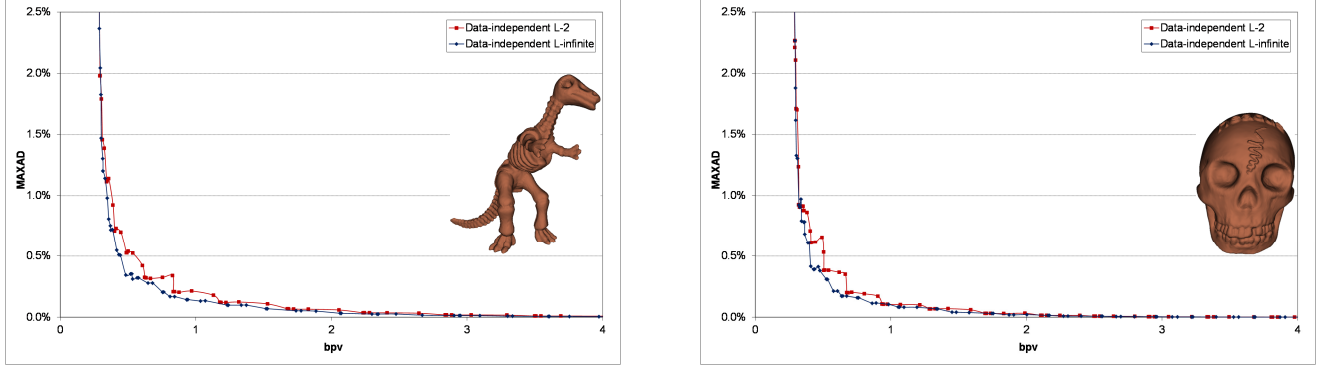 2.5%
2.0%
1.5%
1.0%
0.5%
0.0%
MAXAD
0
1
2
3
4
bpv
Data-independent L-2
Data-independent L-infinite
2.5%
2.0%
1.5%
1.0%
0.5%
0.0%
MAXAD
0
1
2
3
4
bpv
Data-independent L-2
Data-independent L-infinite